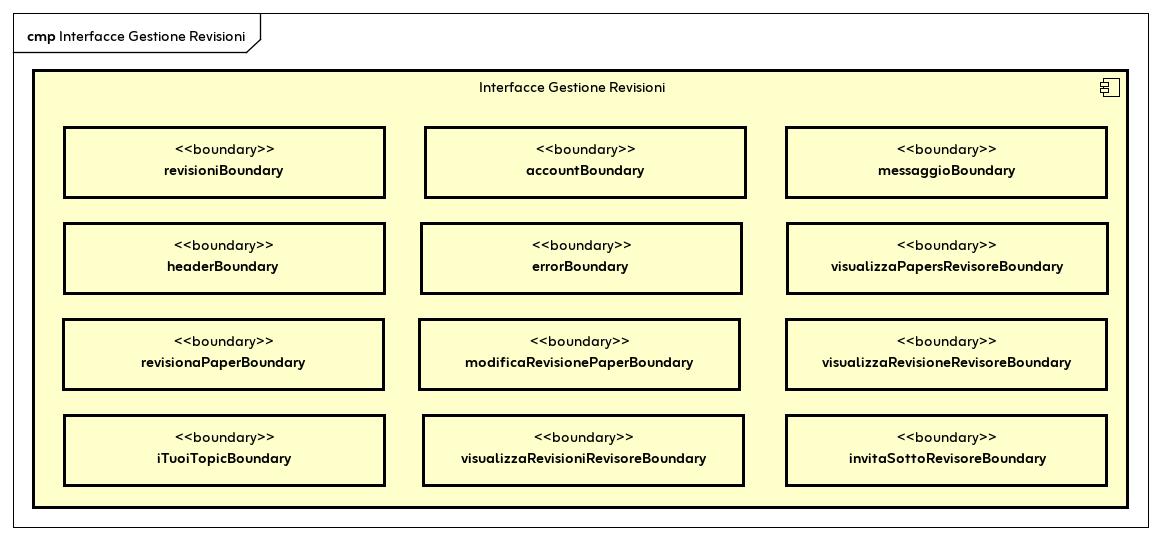 cmp Interfacce Gestione Revisioni
Interfacce Gestione Revisioni
<<boundary>>
revisioniBoundary
<<boundary>>
accountBoundary
<<boundary>>
messaggioBoundary
<<boundary>>
headerBoundary
<<boundary>>
errorBoundary
<<boundary>>
visualizzaPapersRevisoreBoundary
<<boundary>>
revisionaPaperBoundary
<<boundary>>
modificaRevisionePaperBoundary
<<boundary>>
visualizzaRevisioneRevisoreBoundary
<<boundary>>
iTuoiTopicBoundary
<<boundary>>
visualizzaRevisioniRevisoreBoundary
<<boundary>>
invitaSottoRevisoreBoundary